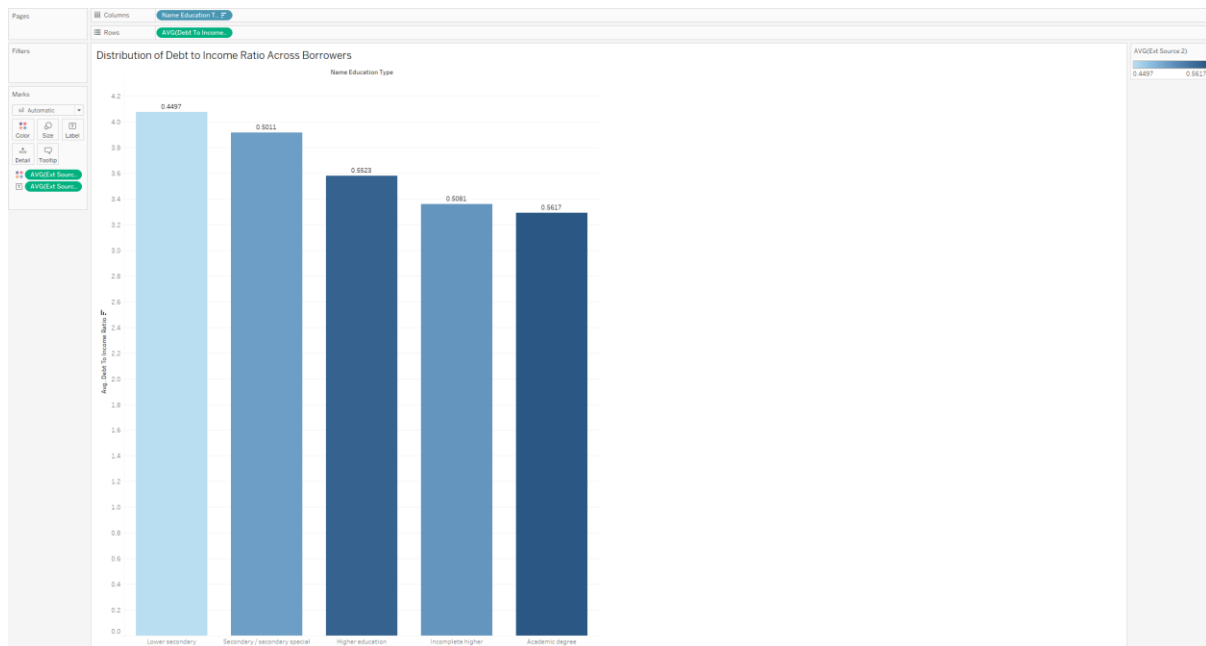 Pages
Columns
Name Education T..
Rows
AVG(Debt To Income..
Filters
Marks
Automatic
Color
Size
Label
Detail
Tooltip
AVG(Ext Sourc..
AVG(Ext Sourc..
Distribution of Debt to Income Ratio Across Borrowers
Name Education Type
Avg. Debt To Income Ratio
4.2
4.0
3.8
3.6
3.4
3.2
3.0
2.8
2.6
2.4
2.2
2.0
1.8
1.6
1.4
1.2
1.0
0.8
0.6
0.4
0.2
0.0
0.4497
0.5011
0.5523
0.5081
0.5617
Lower secondary
Secondary / secondary special
Higher education
Incomplete higher
Academic degree
AVG(Ext Source 2)
0.4497
0.5617